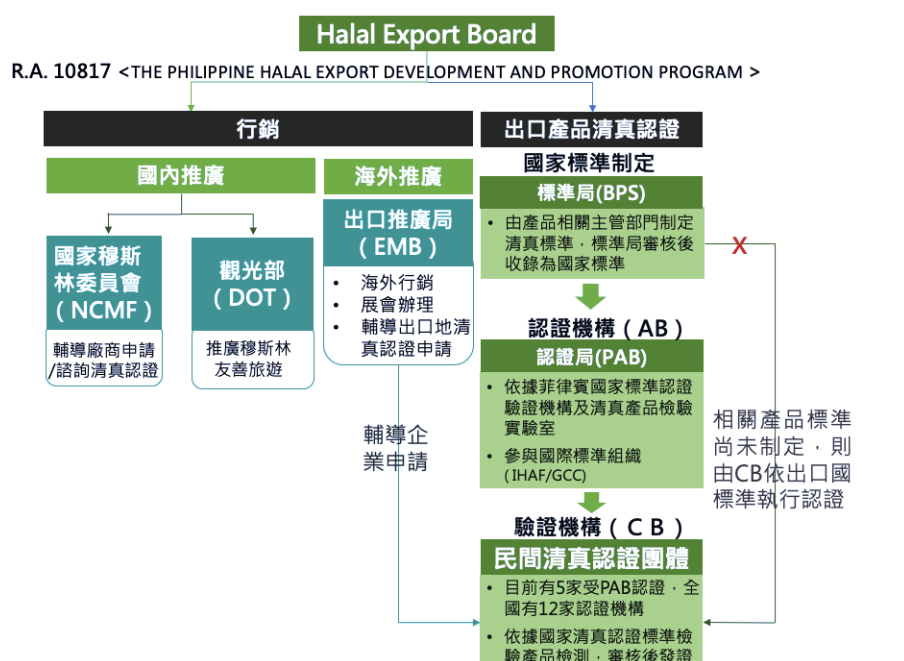 Halal Export Board
R.A. 10817 <THE PHILIPPINE HALAL EXPORT DEVELOPMENT AND PROMOTION PROGRAM >
行銷
國內推廣
國家穆斯
林委員會
（NCMF）
輔導廠商申請
/諮詢清真認證
觀光部
（DOT）
推廣穆斯林
友善旅遊
海外推廣
出口推廣局
（EMB）
• 海外行銷
• 展會辦理
• 輔導出口地清
真認證申請
輔導企
業申請
出口產品清真認證
國家標準制定
標準局(BPS)
• 由產品相關主管部門制定
清真標準，標準局審核後
收錄為國家標準
X
認證機構（AB）
認證局(PAB)
• 依據菲律賓國家標準認證
驗證機構及清真產品檢驗
實驗室
• 參與國際標準組織
(IHAF/GCC)
相關產品標準
尚未制定，則
由CB依出口國
標準執行認證
驗證機構（ＣＢ）
民間清真認證團體
• 目前有5家受PAB認證，全
國有12家認證機構
• 依據國家清真認證標準檢
驗產品檢測，審核後發證